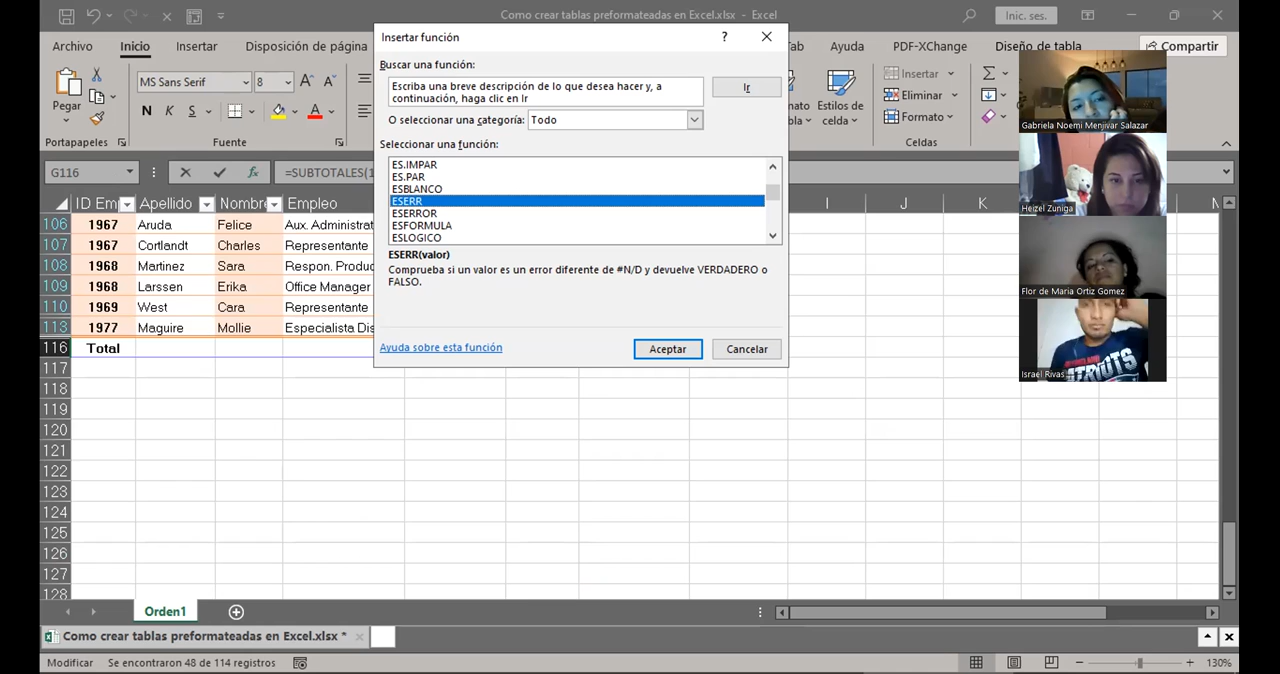 Como crear tablas preformateadas en Excel.xlsx - Excel
Inic. ses.
Archivo
Inicio
Insertar
Disposición de página
Tab
Ayuda
PDF-XChange
Diseño de tabla
Compartir
Pegar
Portapapeles
MS Sans Serif
8
N K S
Fuente
Estilos de
celda
Insertar
Eliminar
Formato
Celdas
Insertar función
?
Buscar una función:
Escriba una breve descripción de lo que desea hacer y, a
continuación, haga clic en Ir
Ir
O seleccionar una categoría:
Todo
Seleccionar una función:
ES.IMPAR
ES.PAR
ESBLANCO
ESERR
ESERROR
ESFORMULA
ESLOGICO
ESERR(valor)
Comprueba si un valor es un error diferente de #N/D y devuelve VERDADERO o
FALSO.
Ayuda sobre esta función
Aceptar
Cancelar
Gabriela Noemi Menjivar Salazar
Heizel Zuniga
Flor de Maria Ortiz Gomez
Israel Rivas
G116
fx
=SUBTOTALES(1
ID Em
Apellido
Nombre
Empleo
I
J
K
106 1967 Aruda Felice Aux. Administrat
107 1967 Cortlandt Charles Representante
108 1968 Martinez Sara Respon. Produc
109 1968 Larssen Erika Office Manager
110 1969 West Cara Representante
113 1977 Maguire Mollie Especialista Dis
116 Total
117
118
119
120
121
122
123
124
125
126
127
128
Orden1
Como crear tablas preformateadas en Excel.xlsx *
Modificar
Se encontraron 48 de 114 registros
130%